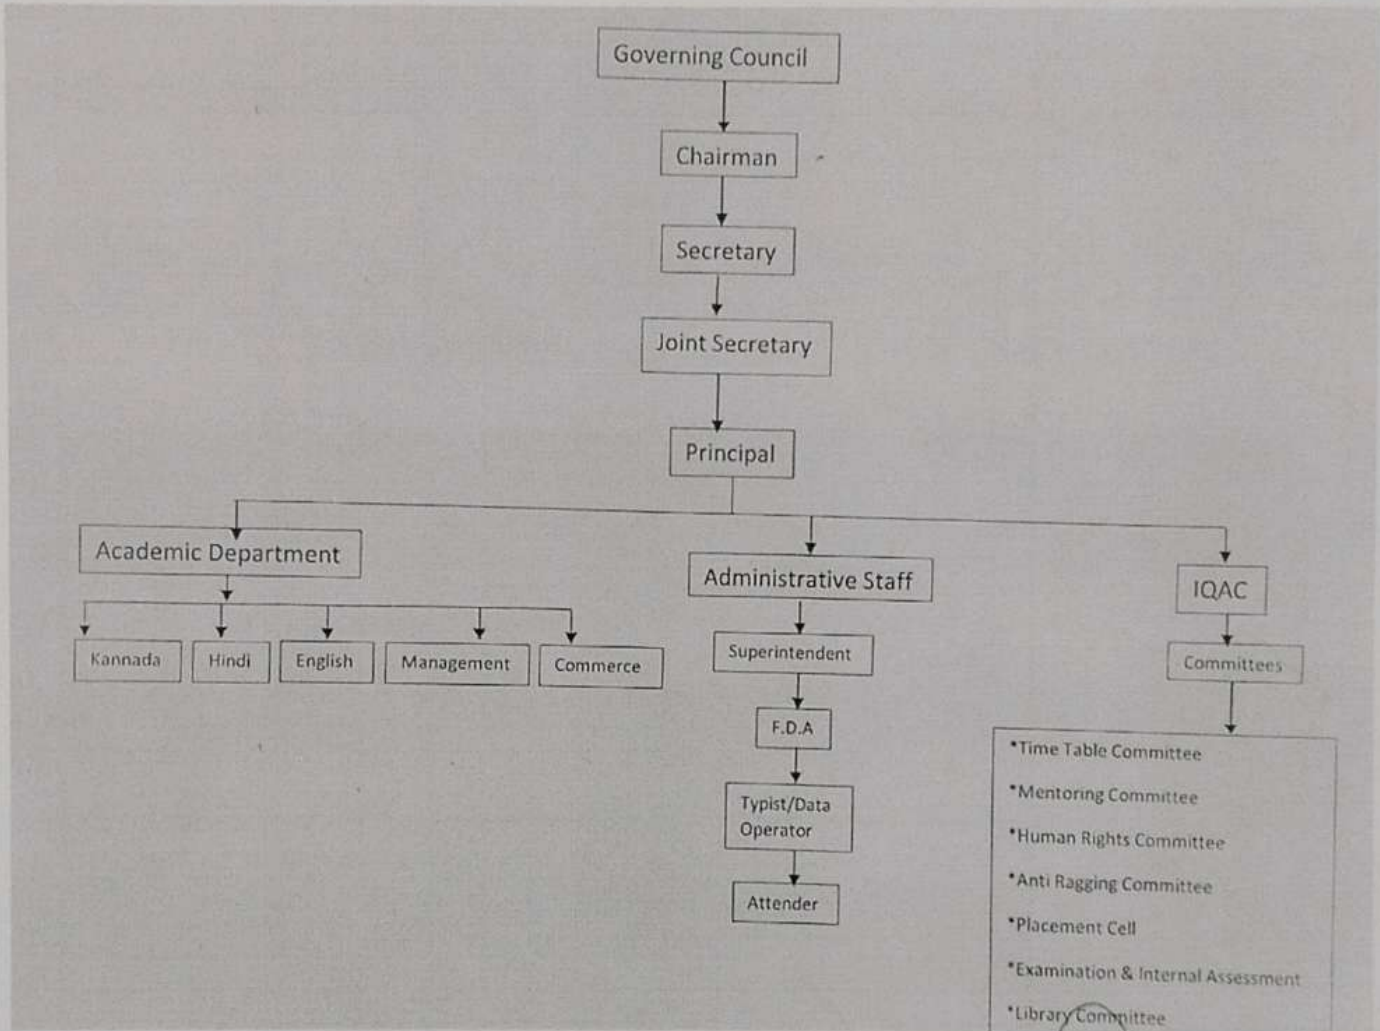 Governing Council
Chairman
Secretary
Joint Secretary
Principal
Academic Department
Administrative Staff
IQAC
Kannada
Hindi
English
Management
Commerce
Superintendent
Committees
F.D.A
Typist/Data
Operator
Attender
*Time Table Committee
*Mentoring Committee
*Human Rights Committee
*Anti Ragging Committee
*Placement Cell
*Examination & Internal Assessment
*Library Committee